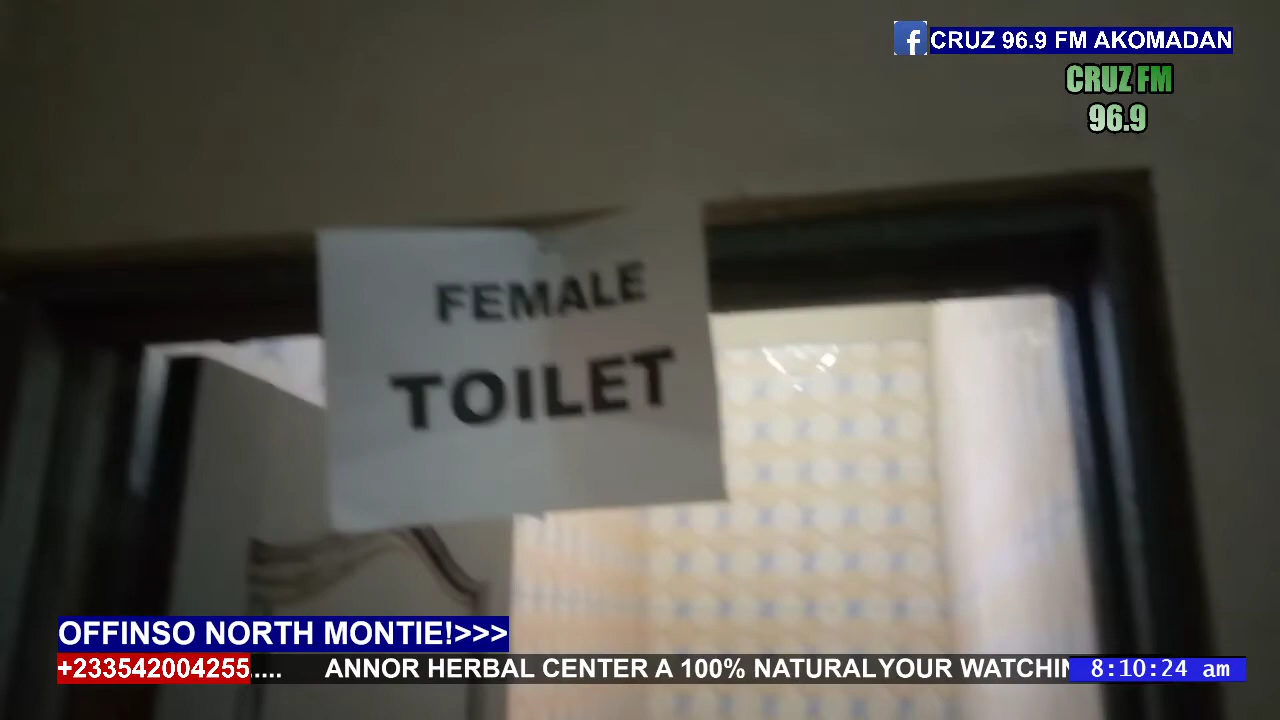 CRUZ 96.9 FM AKOMADAN
CRUZ FM
96.9
FEMALE
TOILET
OFFINSO NORTH MONTIE!>>>
+233542004255..... ANNOR HERBAL CENTER A 100% NATURALYOUR WATCHIN
8:10:24 am